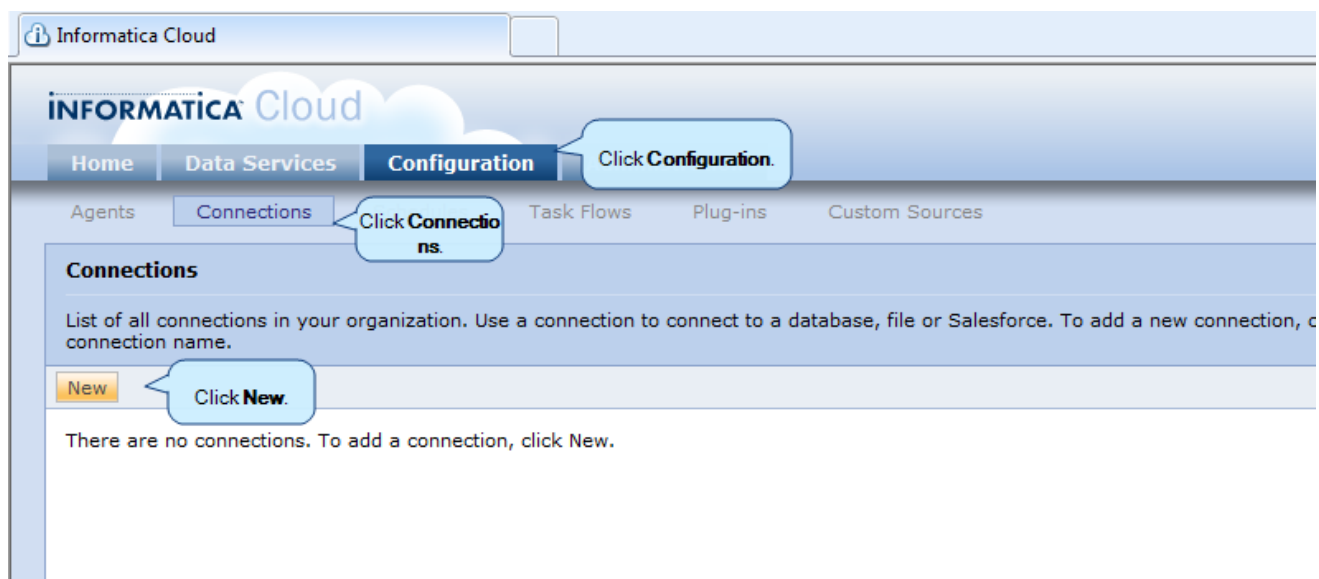 Informatica Cloud
INFORMATICA Cloud
Home Data Services Configuration
Click Configuration.
Agents Connections Task Flows Plug-ins Custom Sources
Click Connectio
ns.
Connections
List of all connections in your organization. Use a connection to connect to a database, file or Salesforce. To add a new connection, c
connection name.
New
Click New.
There are no connections. To add a connection, click New.